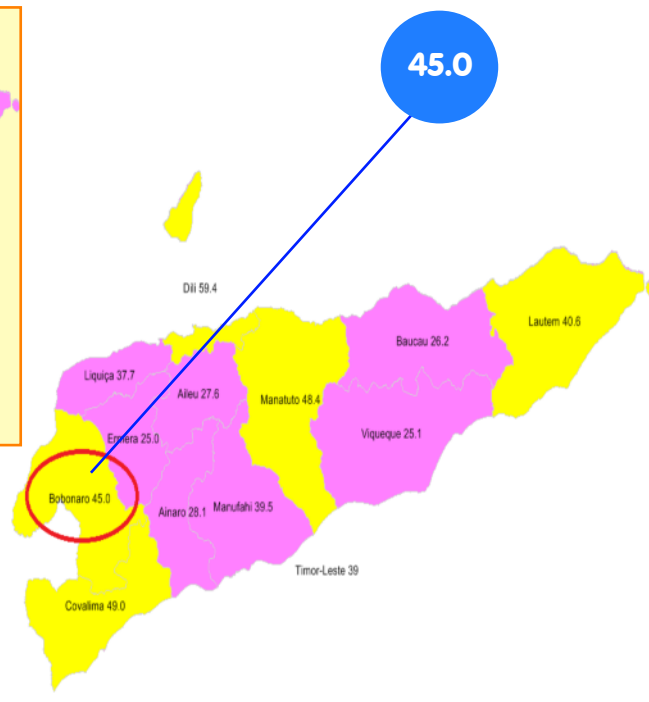 45.0
Dili 59.4
Lautem 40.6
Baucau 26.2
Liquiça 37.7
Aileu 27.6
Manatuto 48.4
Viqueque 25.1
Ermera 25.0
Bobonaro 45.0
Ainaro 28.1
Manufahi 39.5
Timor-Leste 39
Covalima 49.0